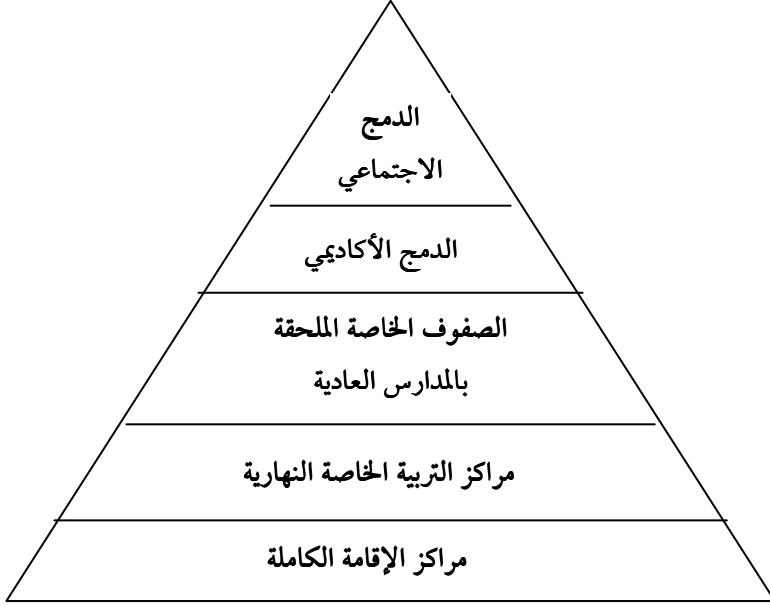 الدمج
الاجتماعي
الدمج الأكاديمي
الصفوف الخاصة الملحقة
بالمدارس العادية
مراكز التربية الخاصة النهارية
مراكز الإقامة الكاملة